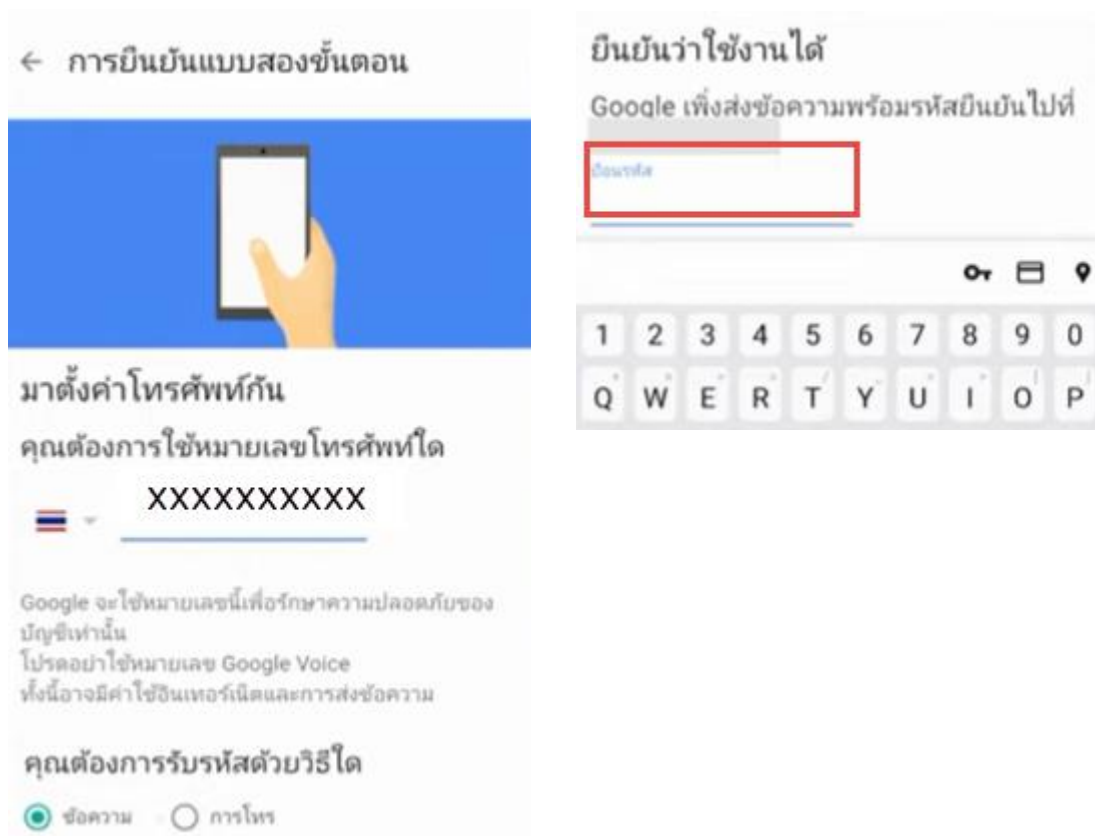 การยืนยันแบบสองขั้นตอน
มาตั้งค่าโทรศัพท์กัน
คุณต้องการใช้หมายเลขโทรศัพท์ใด
XXXXXXXXXX
Google จะใช้หมายเลขนี้เพื่อรักษาความปลอดภัยของ
บัญชีเท่านั้น
โปรดอย่าใช้หมายเลข Google Voice
ทั้งนี้อาจมีค่าใช้อินเทอร์เน็ตและการส่งข้อความ
คุณต้องการรับรหัสด้วยวิธีใด
ข้อความ การโทร
ยืนยันว่าใช้งานได้
Google เพิ่งส่งข้อความพร้อมรหัสยืนยันไปที่
ป้อนรหัส
1 2 3 4 5 6 7 8 9 0
Q W E R T Y U I O P